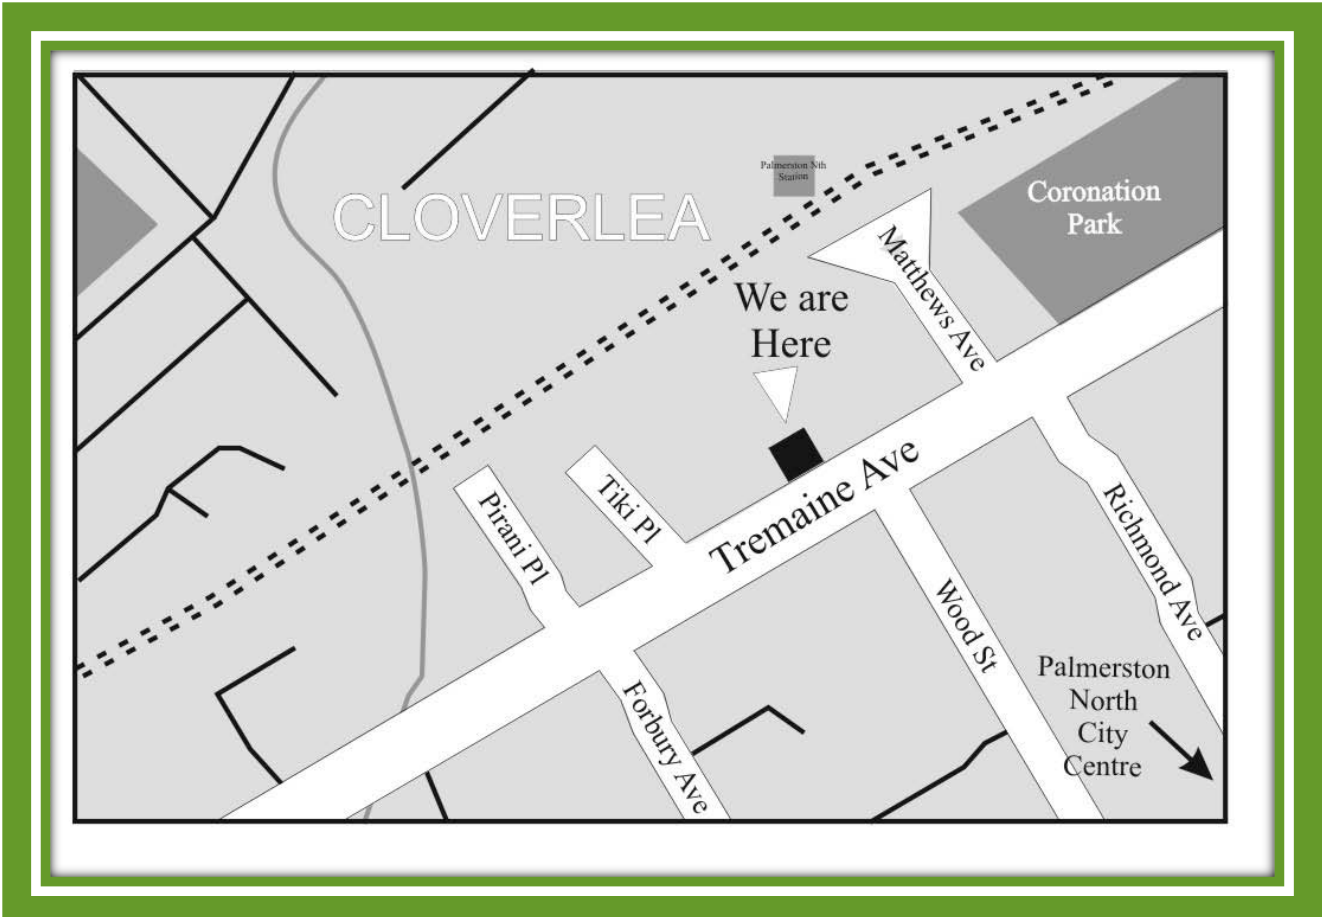 Palmerston Nth
Station
Coronation
Park
CLOVERLEA
Matthews Ave
We are
Here
Tremaine Ave
Tiki Pl
Pirani Pl
Richmond Ave
Wood St
Forbury Ave
Palmerston
North
City
Centre